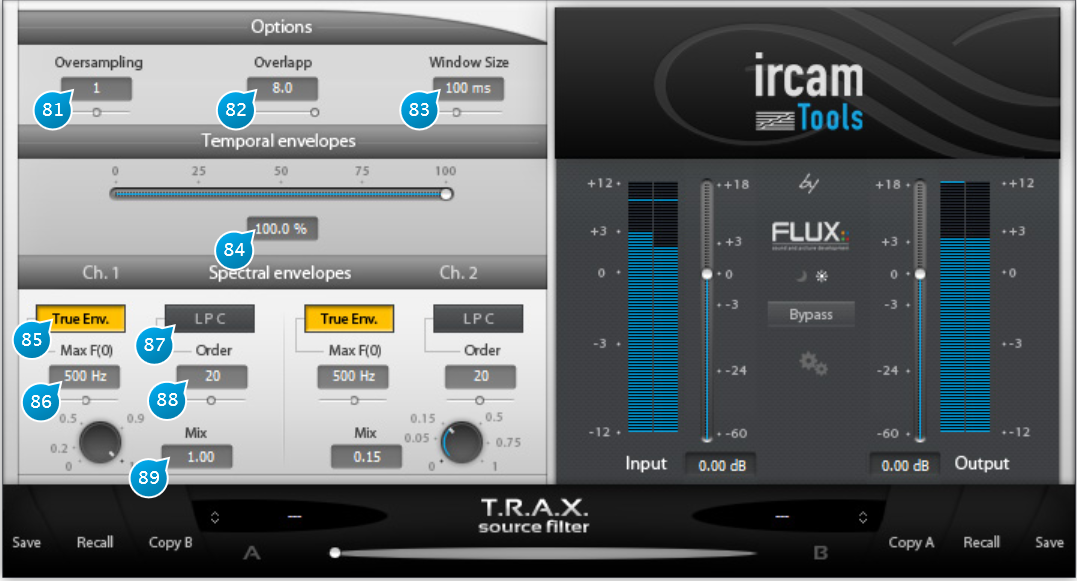 Options
Oversampling Overlapp Window Size
1 8.0 100 ms
81 82 83
Temporal envelopes
0 25 50 75 100
100.0 %
84
Ch. 1 Spectral envelopes Ch. 2
True Env. LPC True Env. LPC
85 87
Max F(0) Order Max F(0) Order
500 Hz 20 500 Hz 20
86 88
0.5 0.9 0.15 0.5
Mix Mix
0.2 0.05 0.75
1.00 0.15
0 0 1
89
ircam
Tools
by
+12 +18 +18 +12
FLUX::
sound and picture development
+3 +3 +3 +3
0 0 0 0
-3 -3
Bypass
-3 -3
-24 -24
-12 -60 -60 -12
Input 0.00 dB 0.00 dB Output
T.R.A.X.
source filter
--- ---
Save Recall Copy B Copy A Recall Save
A B